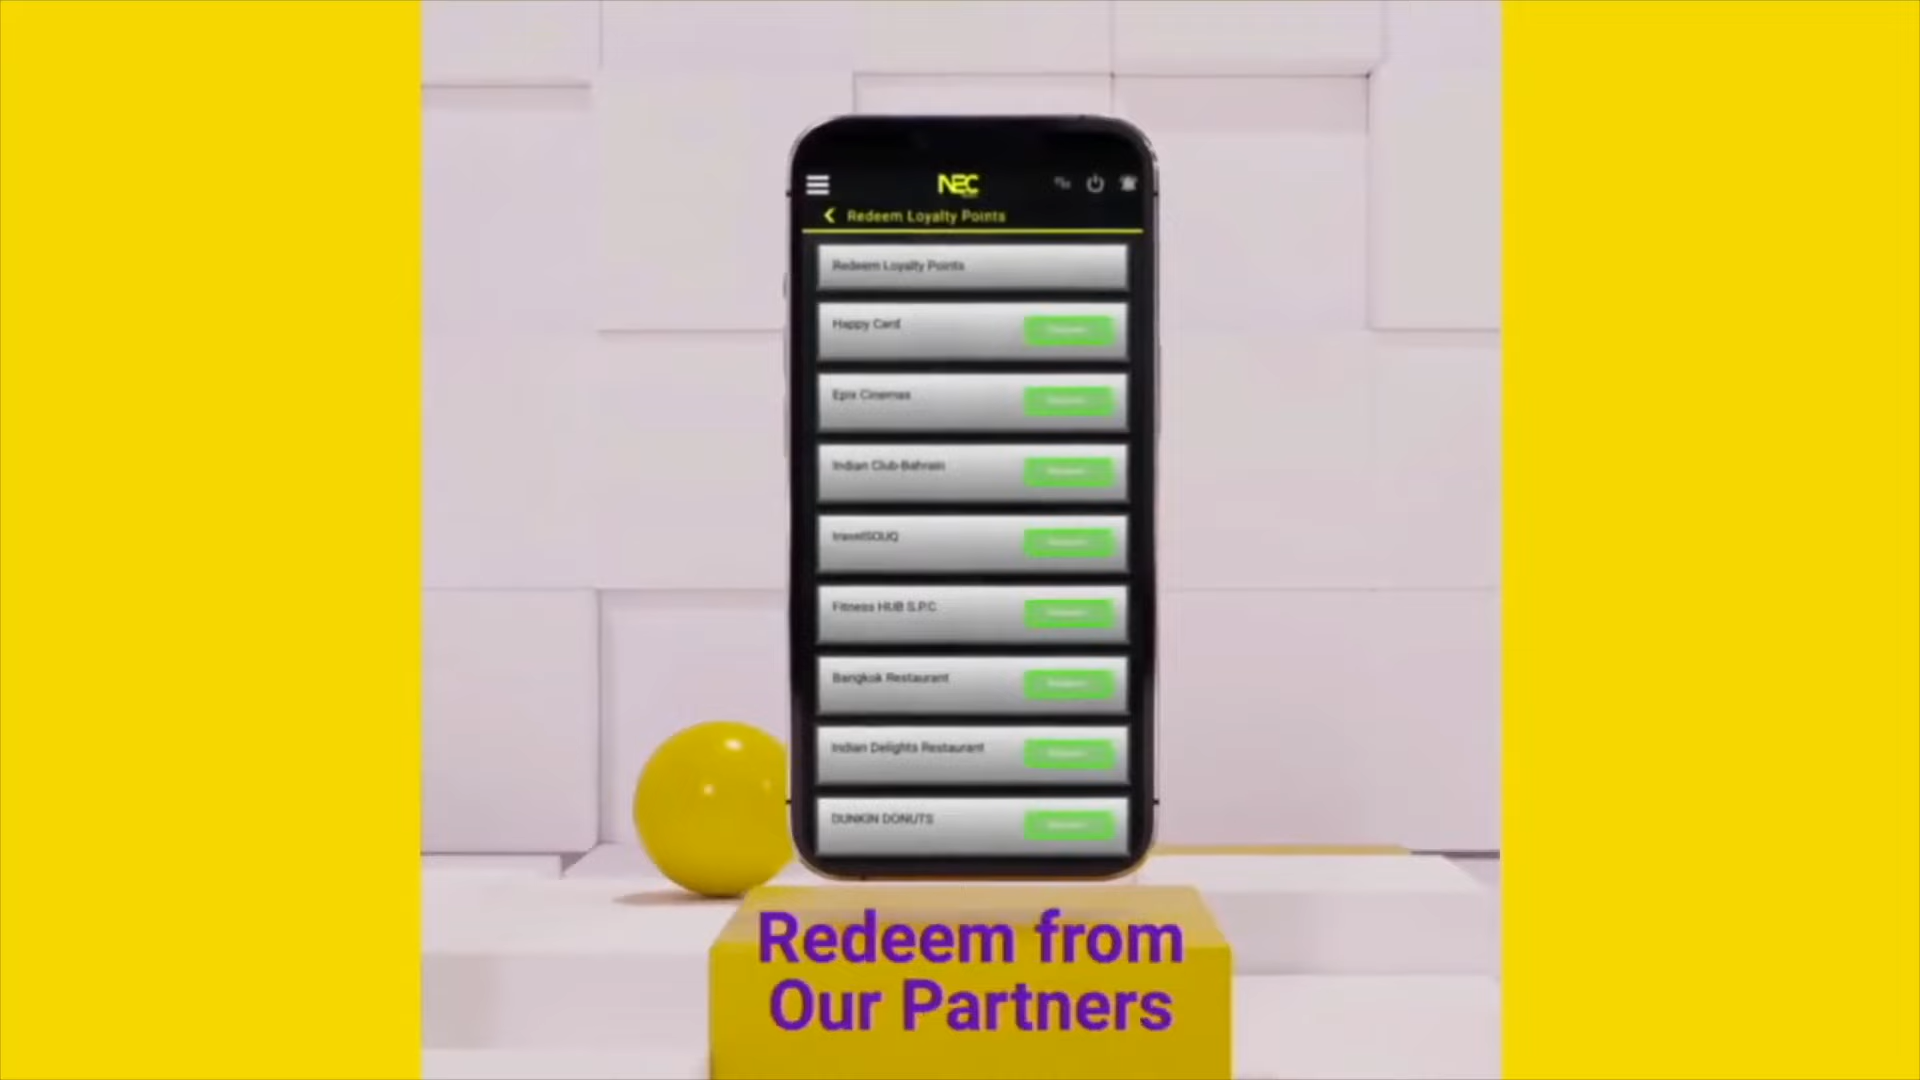 NEC
Redeem Loyalty Points
Redeem Loyalty Points
Happy Card
Epix Cinemas
Indian Club-Bahrain
travelSOUQ
Fitness HUB S.P.C
Bangkok Restaurant
Indian Delights Restaurant
DUNKIN DONUTS
Redeem from
Our Partners